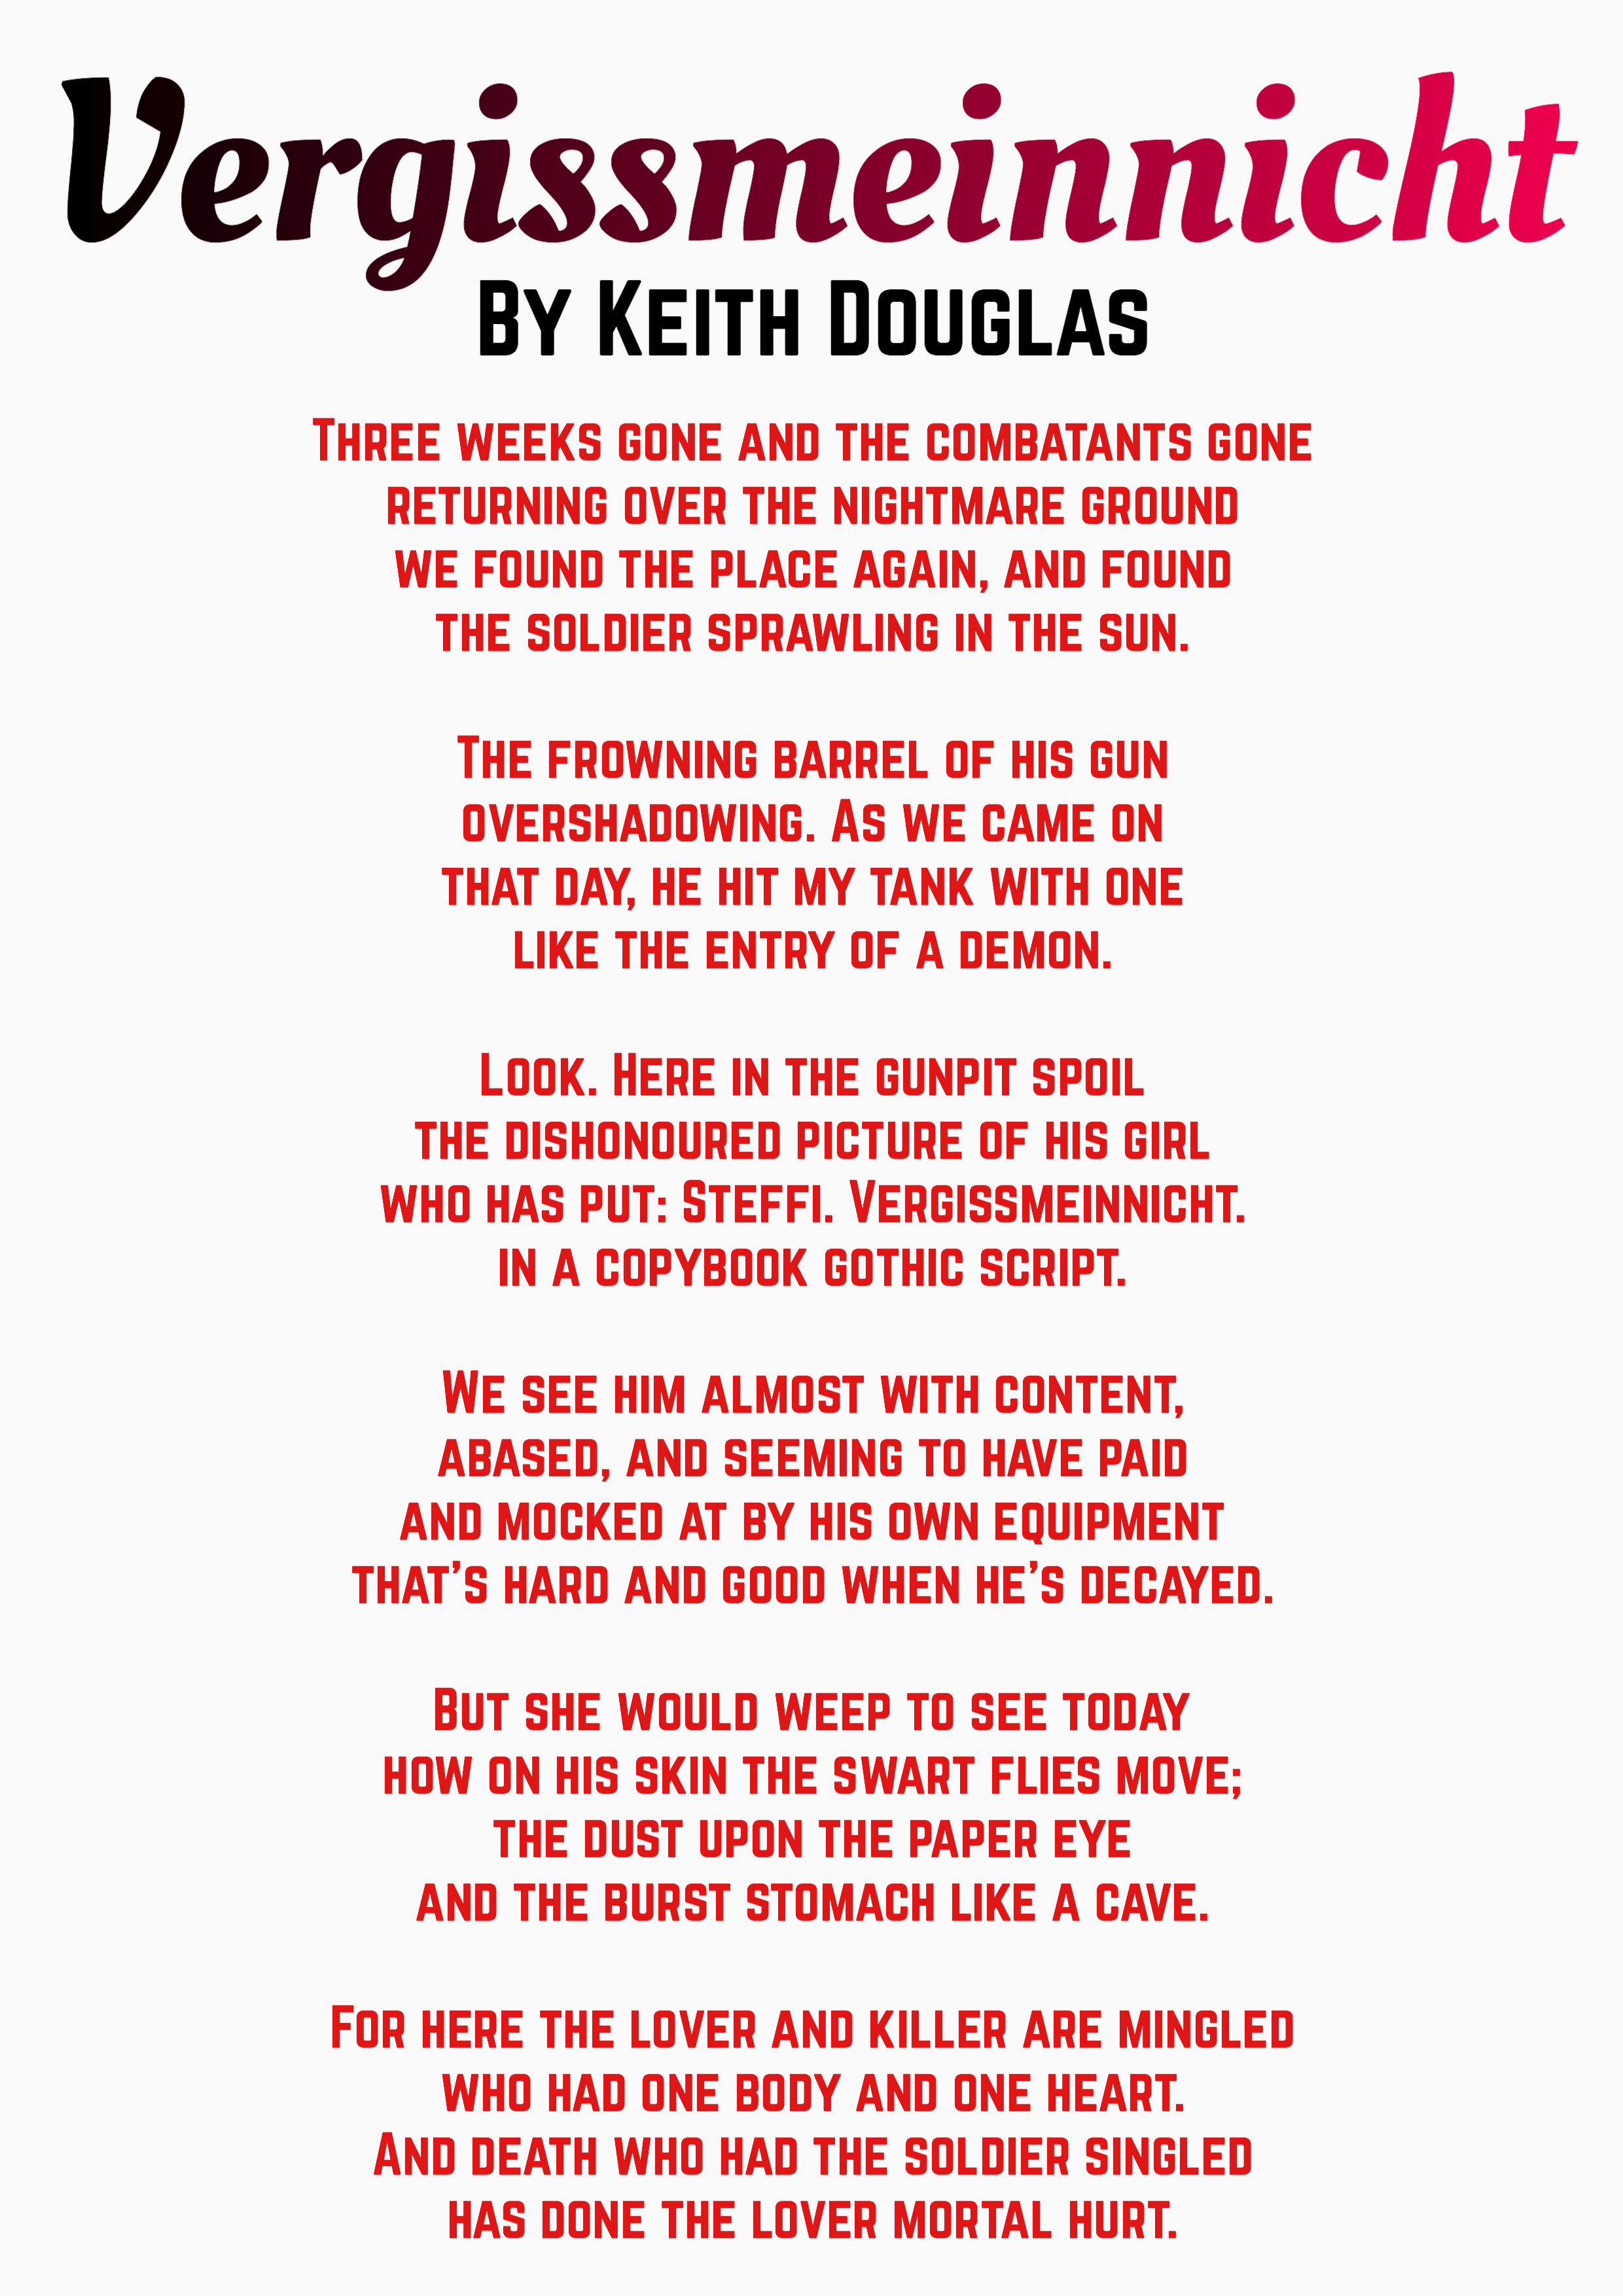 Vergissmeinnicht
By Keith Douglas
Three weeks gone and the combatants gone
returning over the nightmare ground
we found the place again, and found
the soldier sprawling in the sun.
The frowning barrel of his gun
overshadowing. As we came on
that day, he hit my tank with one
like the entry of a demon.
Look. Here in the gunpit spoil
the dishonoured picture of his girl
who has put: Steffi. Vergissmeinnicht.
in a copybook gothic script.
We see him almost with content,
abased, and seeming to have paid
and mocked at by his own equipment
that's hard and good when he's decayed.
But she would weep to see today
how on his skin the swart flies move;
the dust upon the paper eye
and the burst stomach like a cave.
For here the lover and killer are mingled
who had one body and one heart.
And death who had the soldier singled
has done the lover mortal hurt.